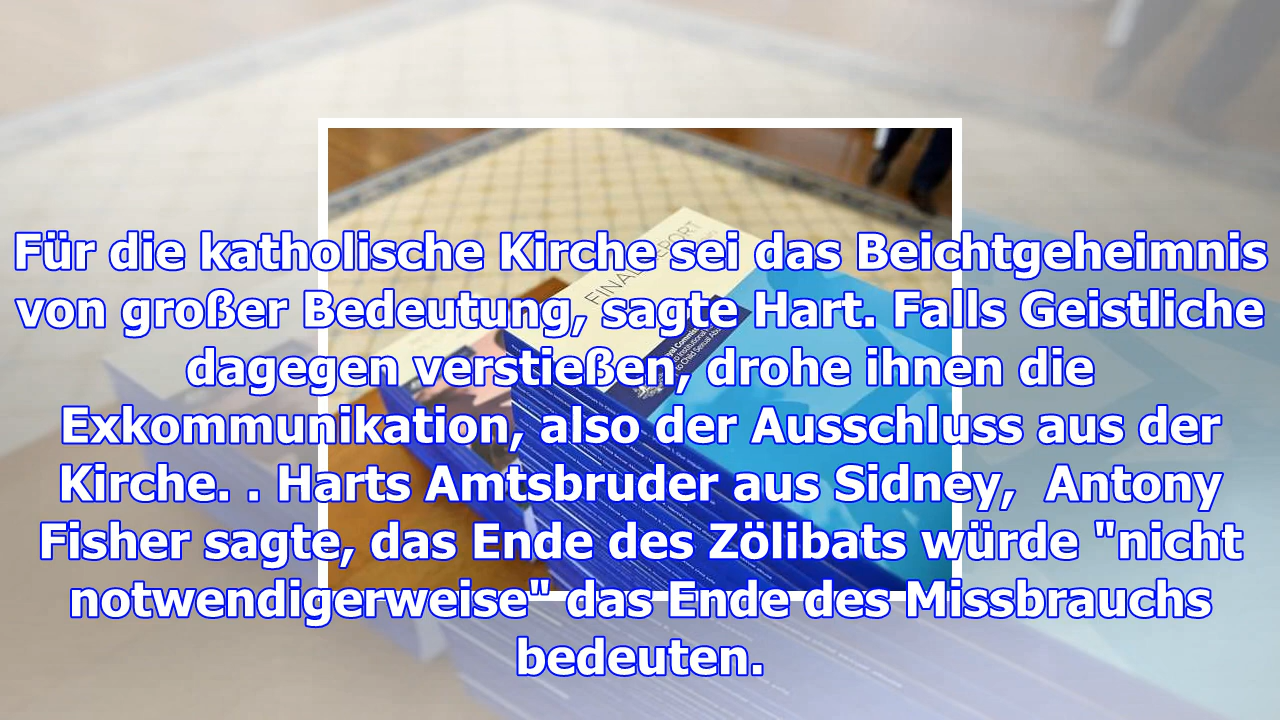 Für die katholische Kirche sei das Beichtgeheimnis
von großer Bedeutung, sagte Hart. Falls Geistliche
dagegen verstießen, drohe ihnen die
Exkommunikation, also der Ausschluss aus der
Kirche. . Harts Amtsbruder aus Sidney,  Antony
Fisher sagte, das Ende des Zölibats würde "nicht
notwendigerweise" das Ende des Missbrauchs
bedeuten.
FINAL REPORT